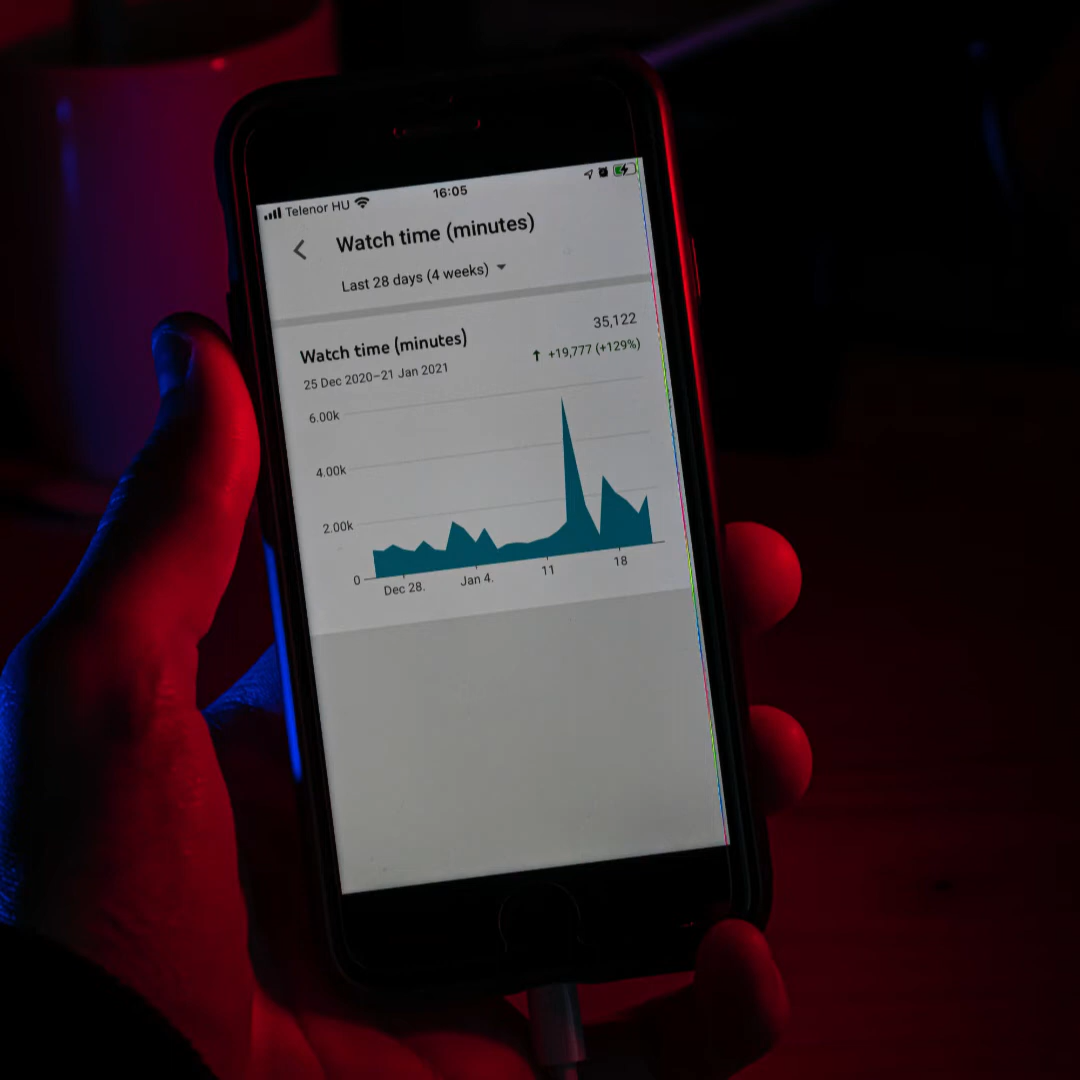 Telenor HU 16:05
Watch time (minutes)
Last 28 days (4 weeks)
Watch time (minutes) 35,122
25 Dec 2020–21 Jan 2021 +19,777 (+129%)
6.00k
4.00k
2.00k
0
Dec 28. Jan 4. 11 18